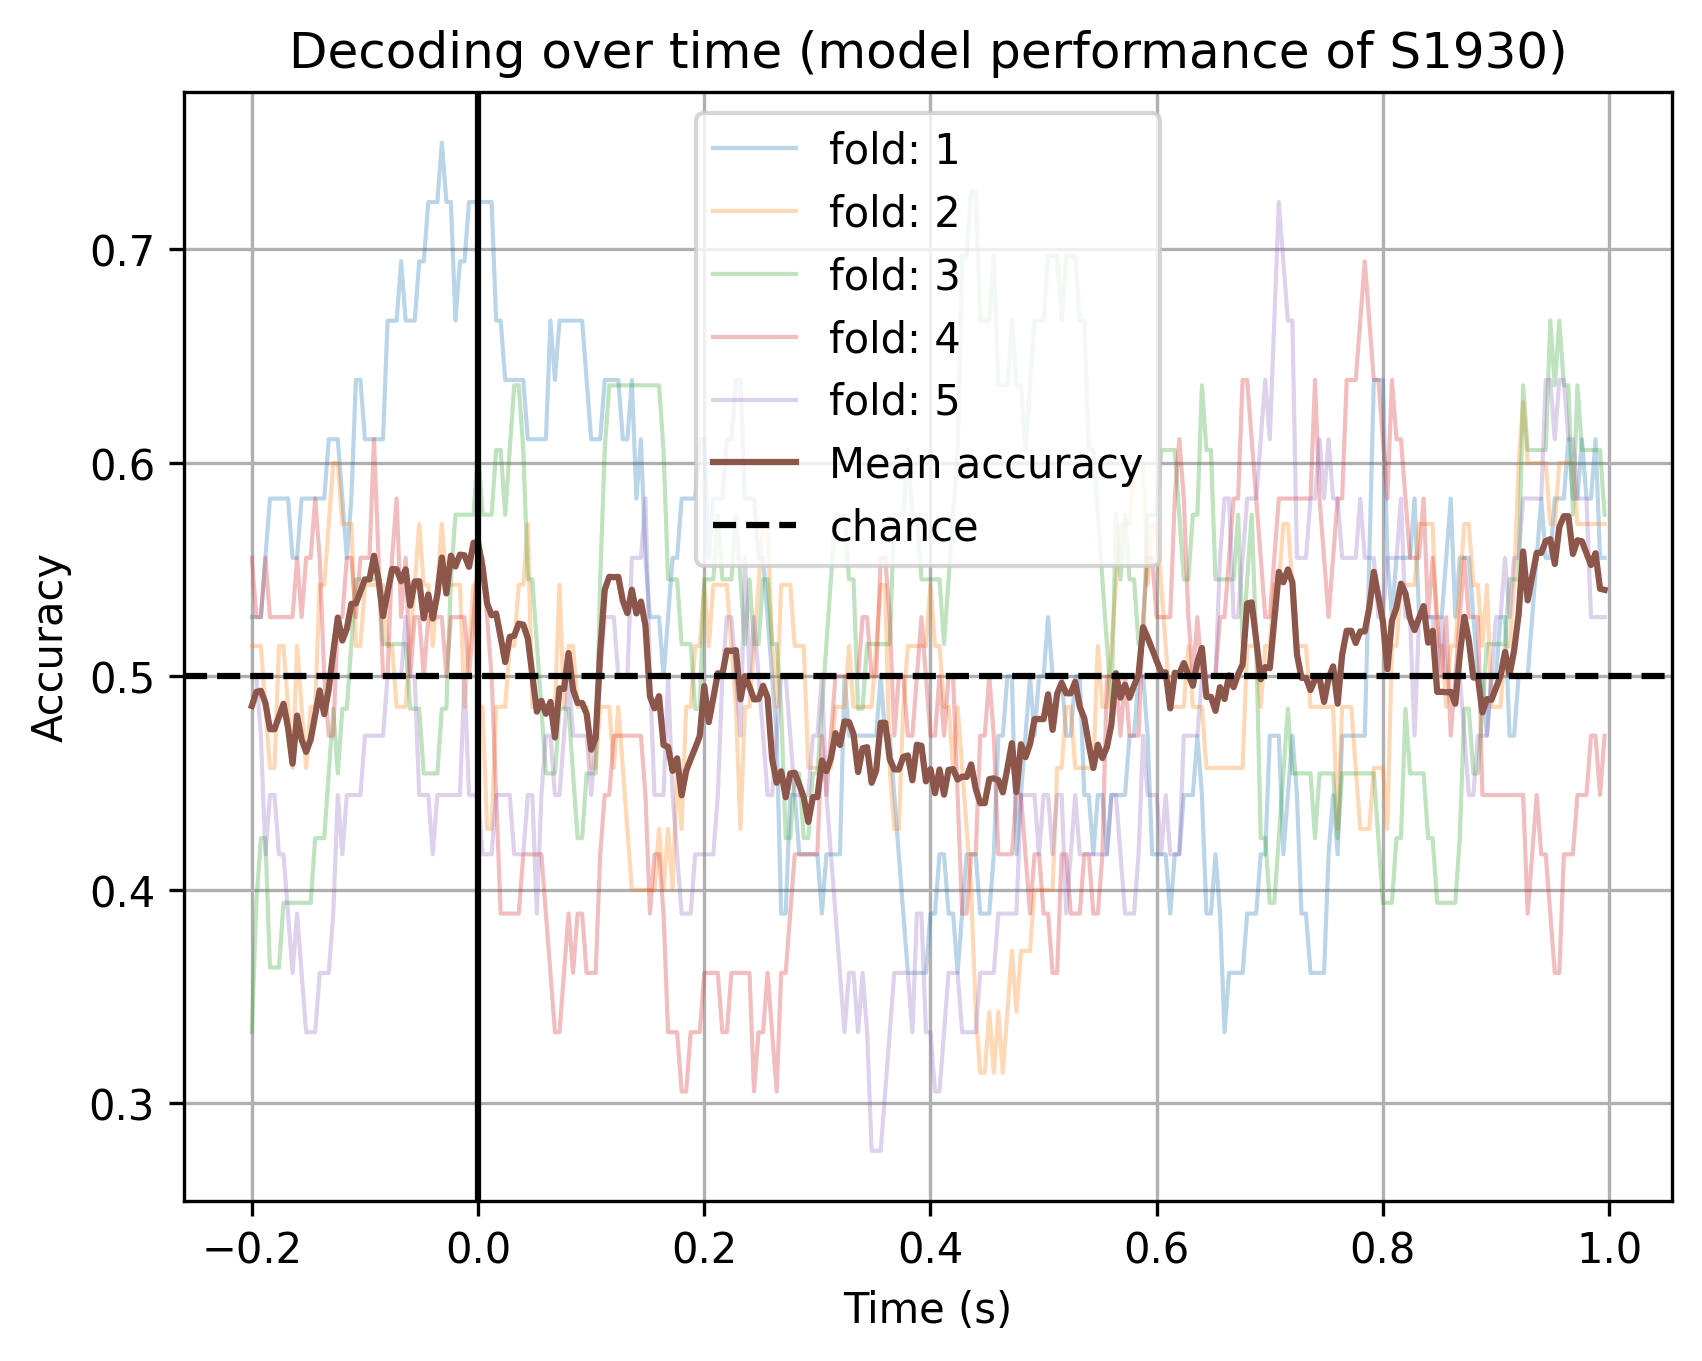 Decoding over time (model performance of S1930)
fold: 1
fold: 2
fold: 3
fold: 4
fold: 5
Mean accuracy
chance
Accuracy
0.7
0.6
0.5
0.4
0.3
−0.2 0.0 0.2 0.4 0.6 0.8 1.0
Time (s)